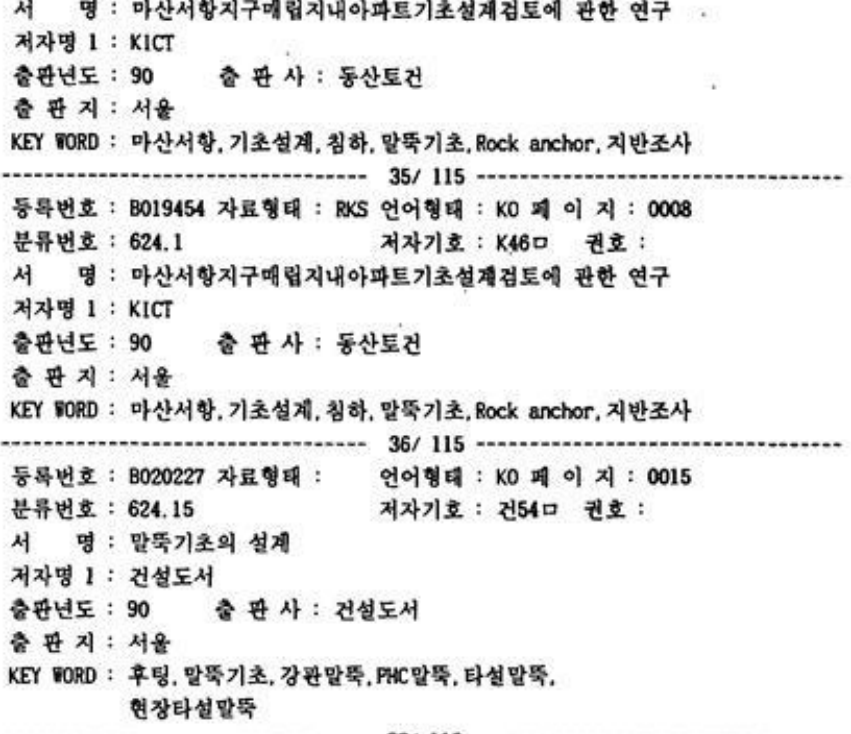 서 명 : 마산서항지구매립지내아파트기초설계검토에 관한 연구
저자명 1 : KICT
출판년도 : 90 출 판 사 : 동산토건
출 판 지 : 서울
KEY WORD : 마산서항,기초설계,침하,말뚝기초,Rock anchor,지반조사
---------------------------------- 35/ 115 ----------------------------------
등록번호 : B019454 자료형태 : RKS 언어형태 : KO 페 이 지 : 0008
분류번호 : 624.1 저자기호 : K46ㅁ 권호 :
서 명 : 마산서항지구매립지내아파트기초설계검토에 관한 연구
저자명 1 : KICT
출판년도 : 90 출 판 사 : 동산토건
출 판 지 : 서울
KEY WORD : 마산서항,기초설계,침하,말뚝기초,Rock anchor,지반조사
---------------------------------- 36/ 115 ----------------------------------
등록번호 : B020227 자료형태 : 언어형태 : KO 페 이 지 : 0015
분류번호 : 624.15 저자기호 : 건54ㅁ 권호 :
서 명 : 말뚝기초의 설계
저자명 1 : 건설도서
출판년도 : 90 출 판 사 : 건설도서
출 판 지 : 서울
KEY WORD : 후팅,말뚝기초,강관말뚝,PHC말뚝,타설말뚝,
현장타설말뚝